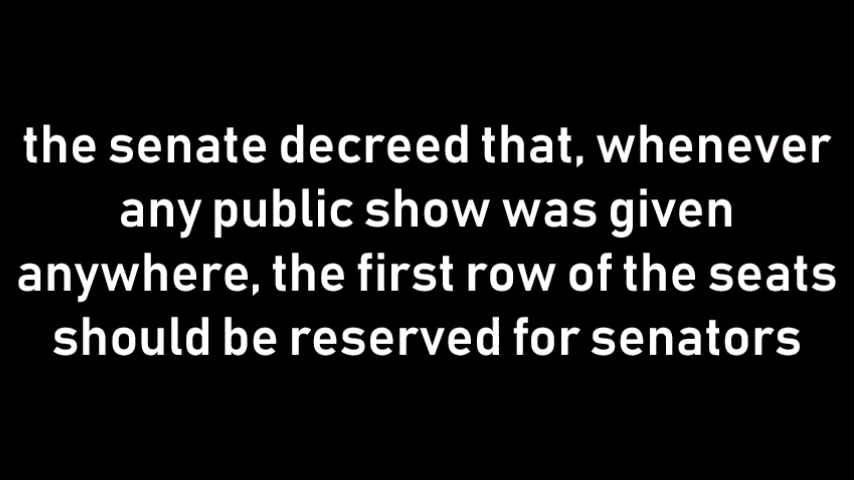 the senate decreed that, whenever
any public show was given
anywhere, the first row of the seats
should be reserved for senators